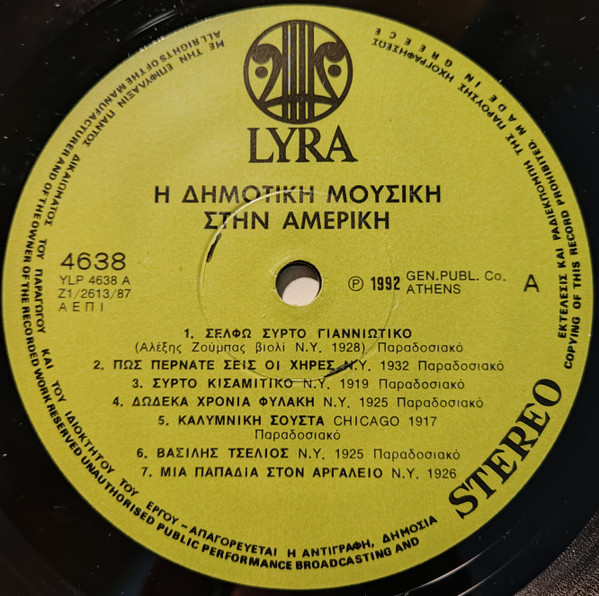 LYRA
Η ΔΗΜΟΤΙΚΗ ΜΟΥΣΙΚΗ
ΣΤΗΝ ΑΜΕΡΙΚΗ
4638
YLP 4638 A
Z1/2613/87
Α Ε Π Ι
Ⓟ 1992 GEN.PUBL. Co.
ATHENS
A
1. ΣΕΛΦΩ ΣΥΡΤΟ ΓΙΑΝΝΙΩΤΙΚΟ
(Αλέξης Ζούμπας βιολί Ν.Υ. 1928) Παραδοσιακό
2. ΠΩΣ ΠΕΡΝΑΤΕ ΣΕΙΣ ΟΙ ΧΗΡΕΣ Ν.Υ. 1932 Παραδοσιακό
3. ΣΥΡΤΟ ΚΙΣΑΜΙΤΙΚΟ Ν.Υ. 1919 Παραδοσιακό
4. ΔΩΔΕΚΑ ΧΡΟΝΙΑ ΦΥΛΑΚΗ Ν.Υ. 1925 Παραδοσιακό
5. ΚΑΛΥΜΝΙΚΗ ΣΟΥΣΤΑ CHICAGO 1917
Παραδοσιακό
6. ΒΑΣΙΛΗΣ ΤΣΕΛΙΟΣ Ν.Υ. 1925 Παραδοσιακό
7. ΜΙΑ ΠΑΠΑΔΙΑ ΣΤΟΝ ΑΡΓΑΛΕΙΟ Ν.Υ. 1926
STEREO
ΜΕ ΤΗΝ ΕΠΙΦΥΛΑΞΙΝ ΠΑΝΤΟΣ ΔΙΚΑΙΩΜΑΤΟΣ ΤΟΥ ΠΑΡΑΓΩΓΟΥ ΚΑΙ ΤΟΥ ΙΔΙΟΚΤΗΤΟΥ ΤΟΥ ΕΡΓΟΥ - ΑΠΑΓΟΡΕΥΕΤΑΙ Η ΑΝΤΙΓΡΑΦΗ, ΔΗΜΟΣΙΑ ΕΚΤΕΛΕΣΙΣ ΚΑΙ ΡΑΔΙΕΚΠΟΜΠΗ ΤΗΣ ΠΑΡΟΥΣΗΣ ΗΧΟΓΡΑΦΗΣΕΩΣ
ALL RIGHTS OF THE MANUFACTURER AND OF THE OWNER OF THE RECORDED WORK RESERVED UNAUTHORISED PUBLIC PERFORMANCE BROADCASTING AND COPYING OF THIS RECORD PROHIBITED. MADE IN GREECE